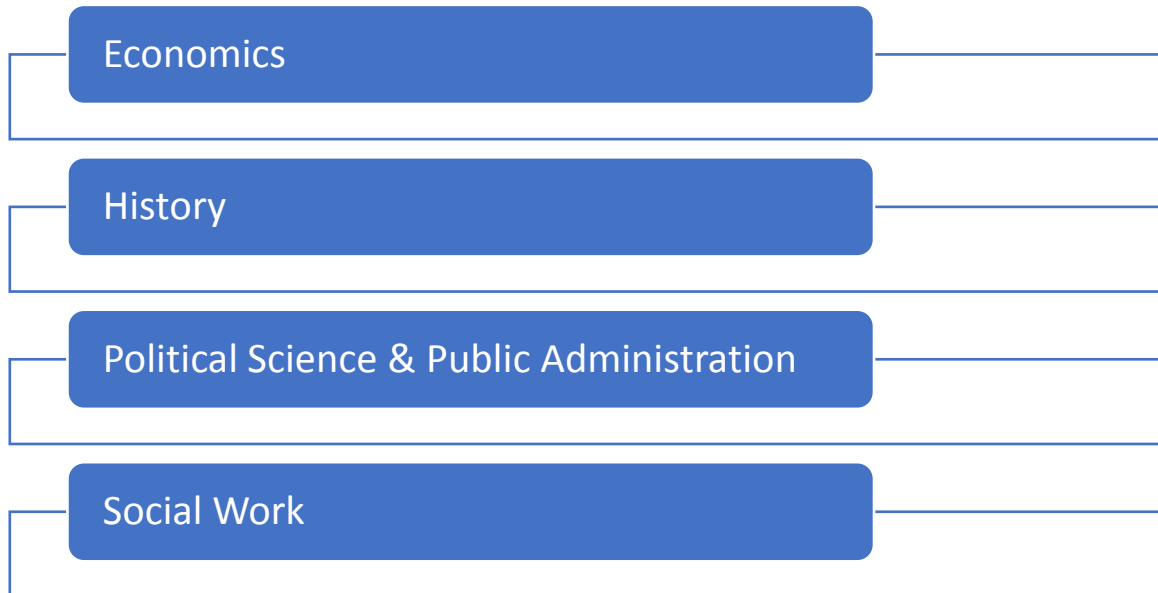 Economics
History
Political Science & Public Administration
Social Work